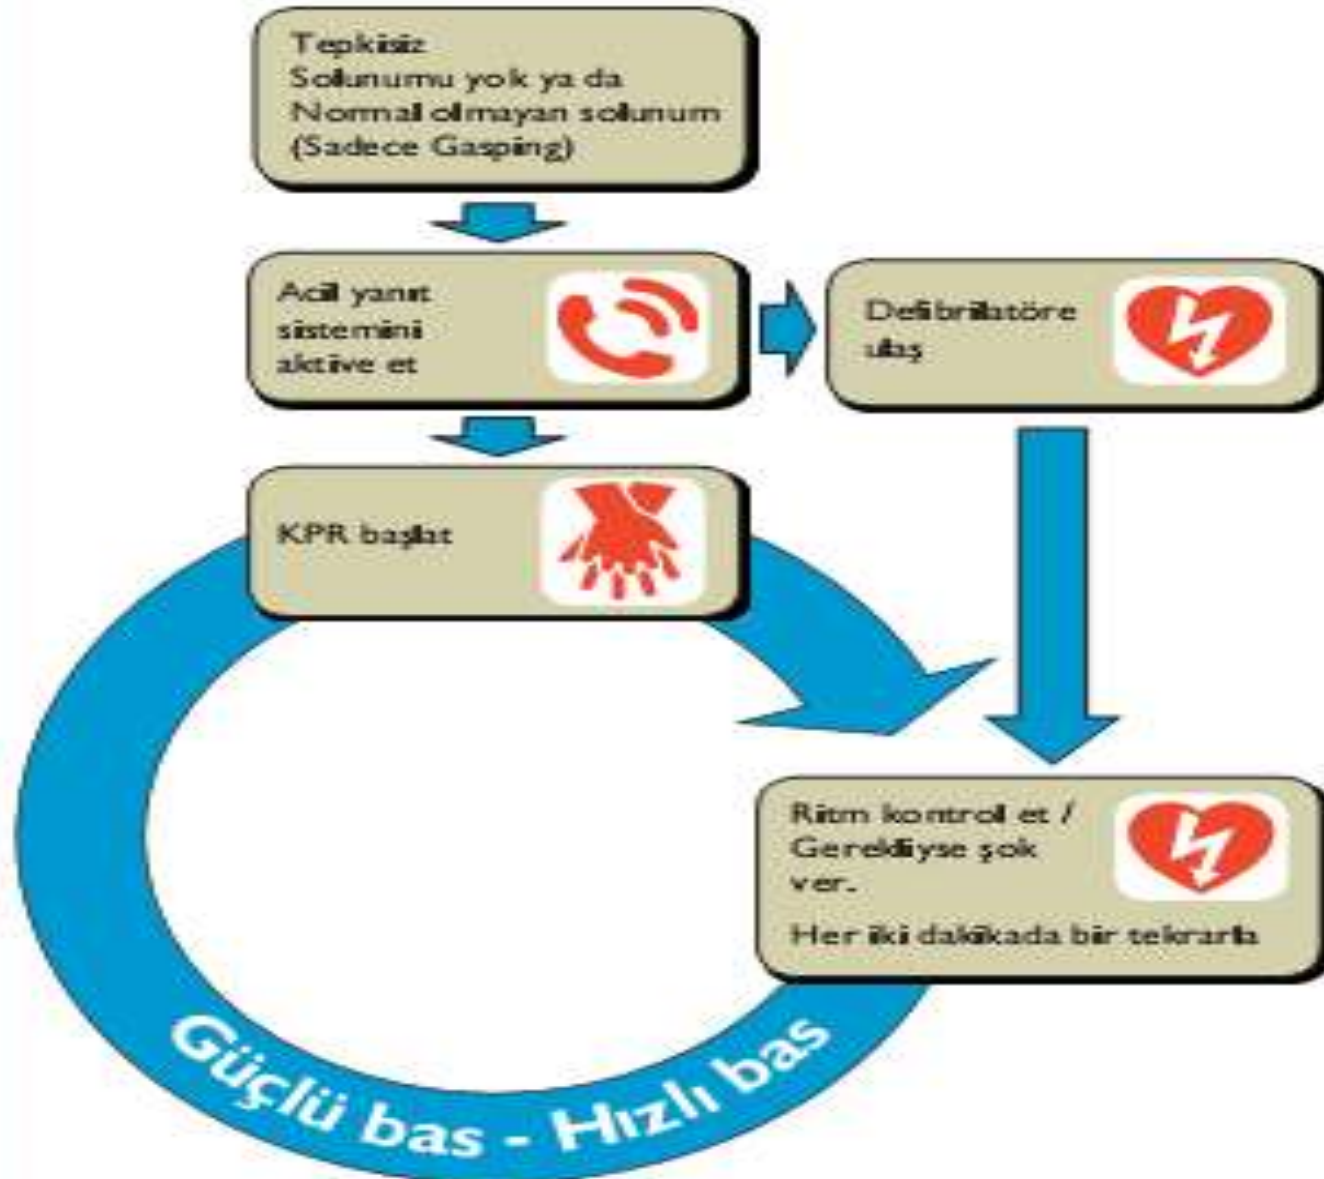 Tepkisiz
Solunumu yok ya da
Normal olmayan solunum
(Sadece Gasping)
Acil yanıt
sistemini
aktive et
Defibrillatöre
ulaş
KPR başlat
Ritm kontrol et /
Gerekliyse şok
ver.
Her iki dakikada bir tekrarla
Güçlü bas - Hızlı bas